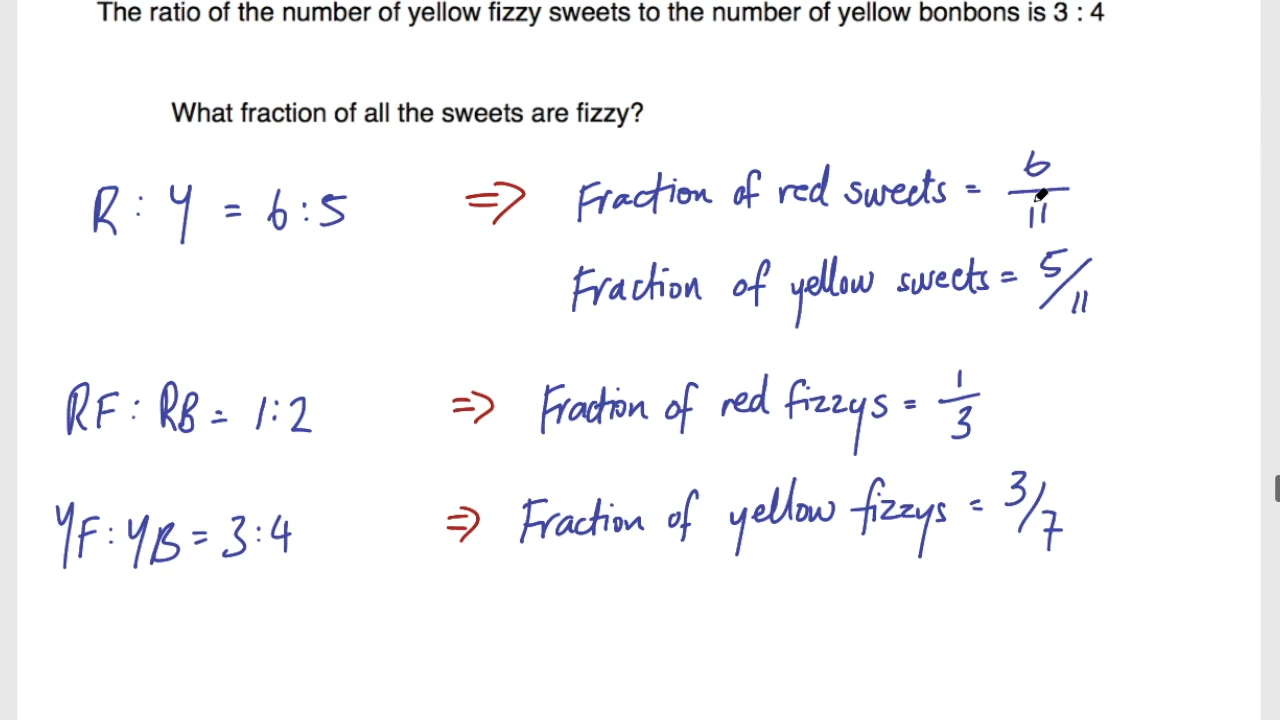 The ratio of the number of yellow fizzy sweets to the number of yellow bonbons is 3 : 4
What fraction of all the sweets are fizzy?
R : Y = 6 : 5 => Fraction of red sweets = 6/11
Fraction of yellow sweets = 5/11
RF : RB = 1 : 2 => Fraction of red fizzys = 1/3
YF : YB = 3 : 4 => Fraction of yellow fizzys = 3/7